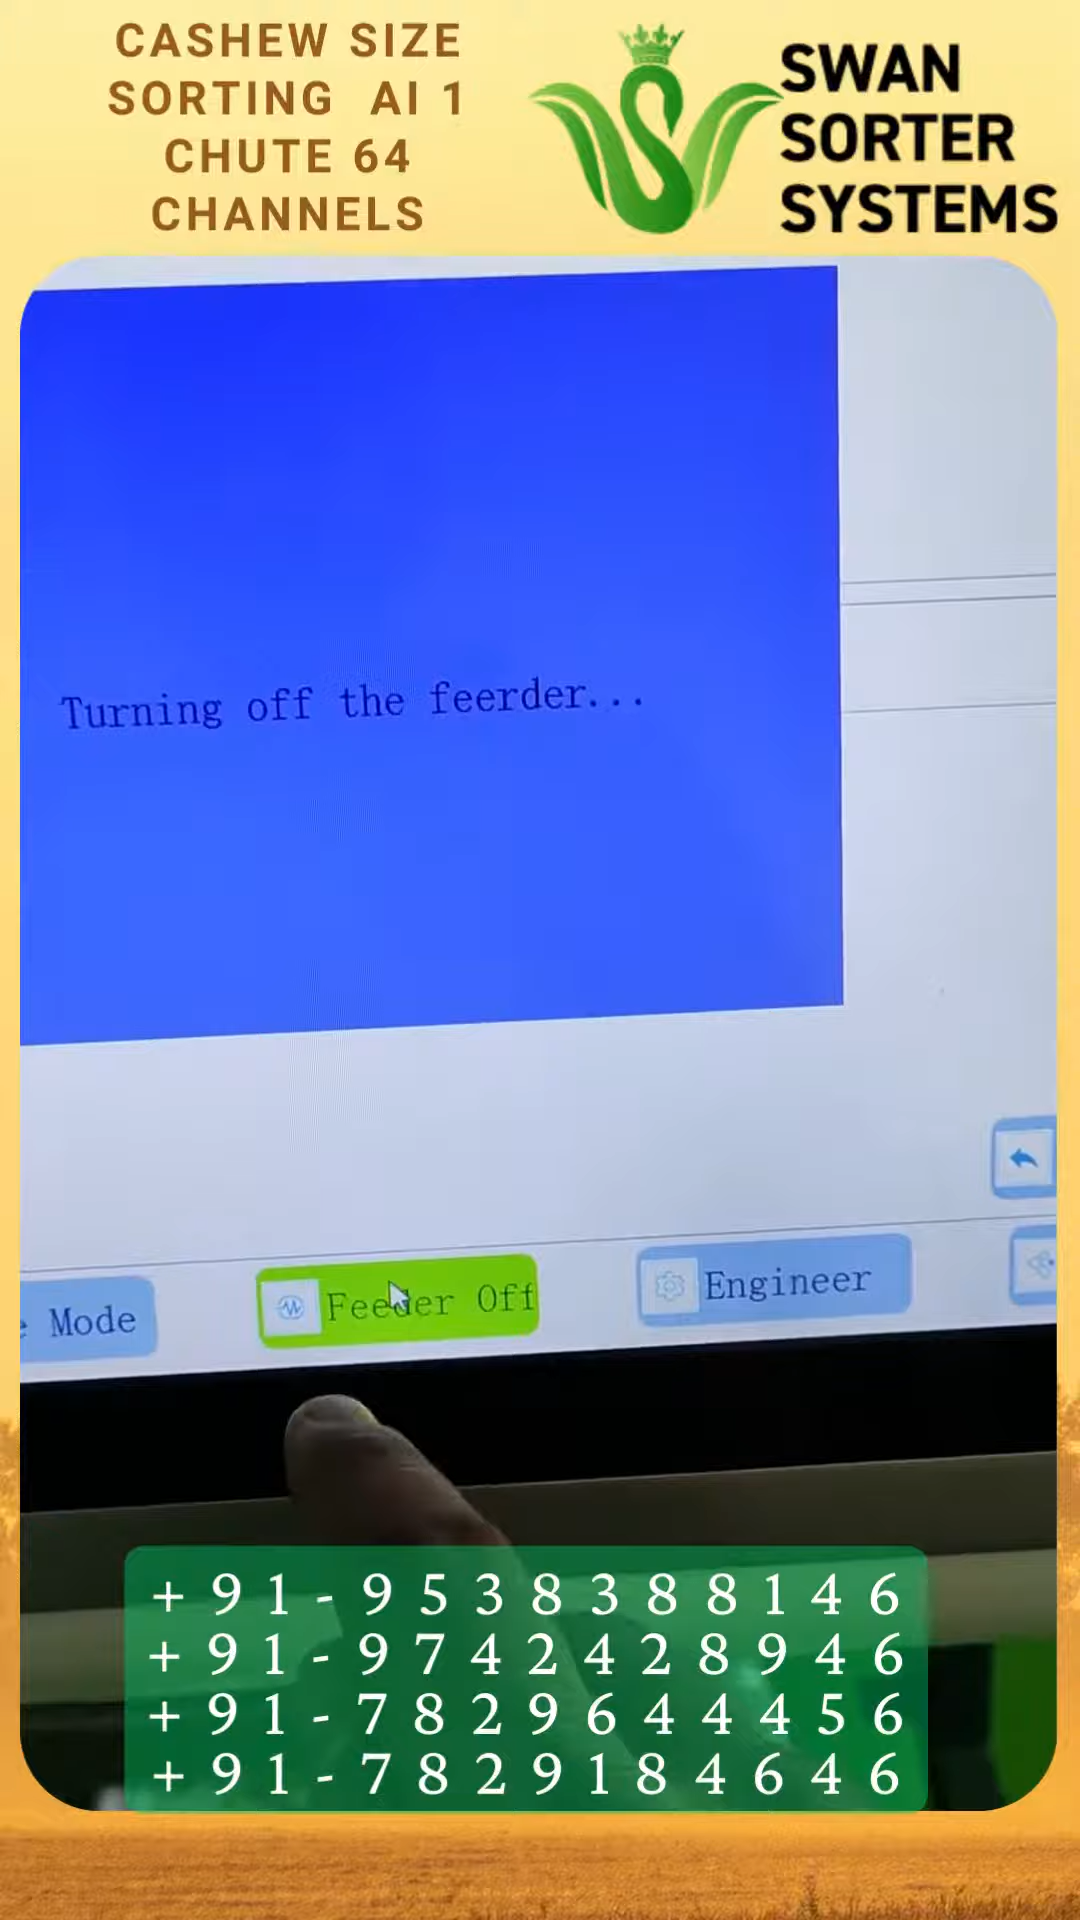 CASHEW SIZE
SORTING AI 1
CHUTE 64
CHANNELS
SWAN
SORTER
SYSTEMS
Turning off the feerder...
Mode
Feeder Off
Engineer
+91-9538388146
+91-9742428946
+91-7829644456
+91-7829184646